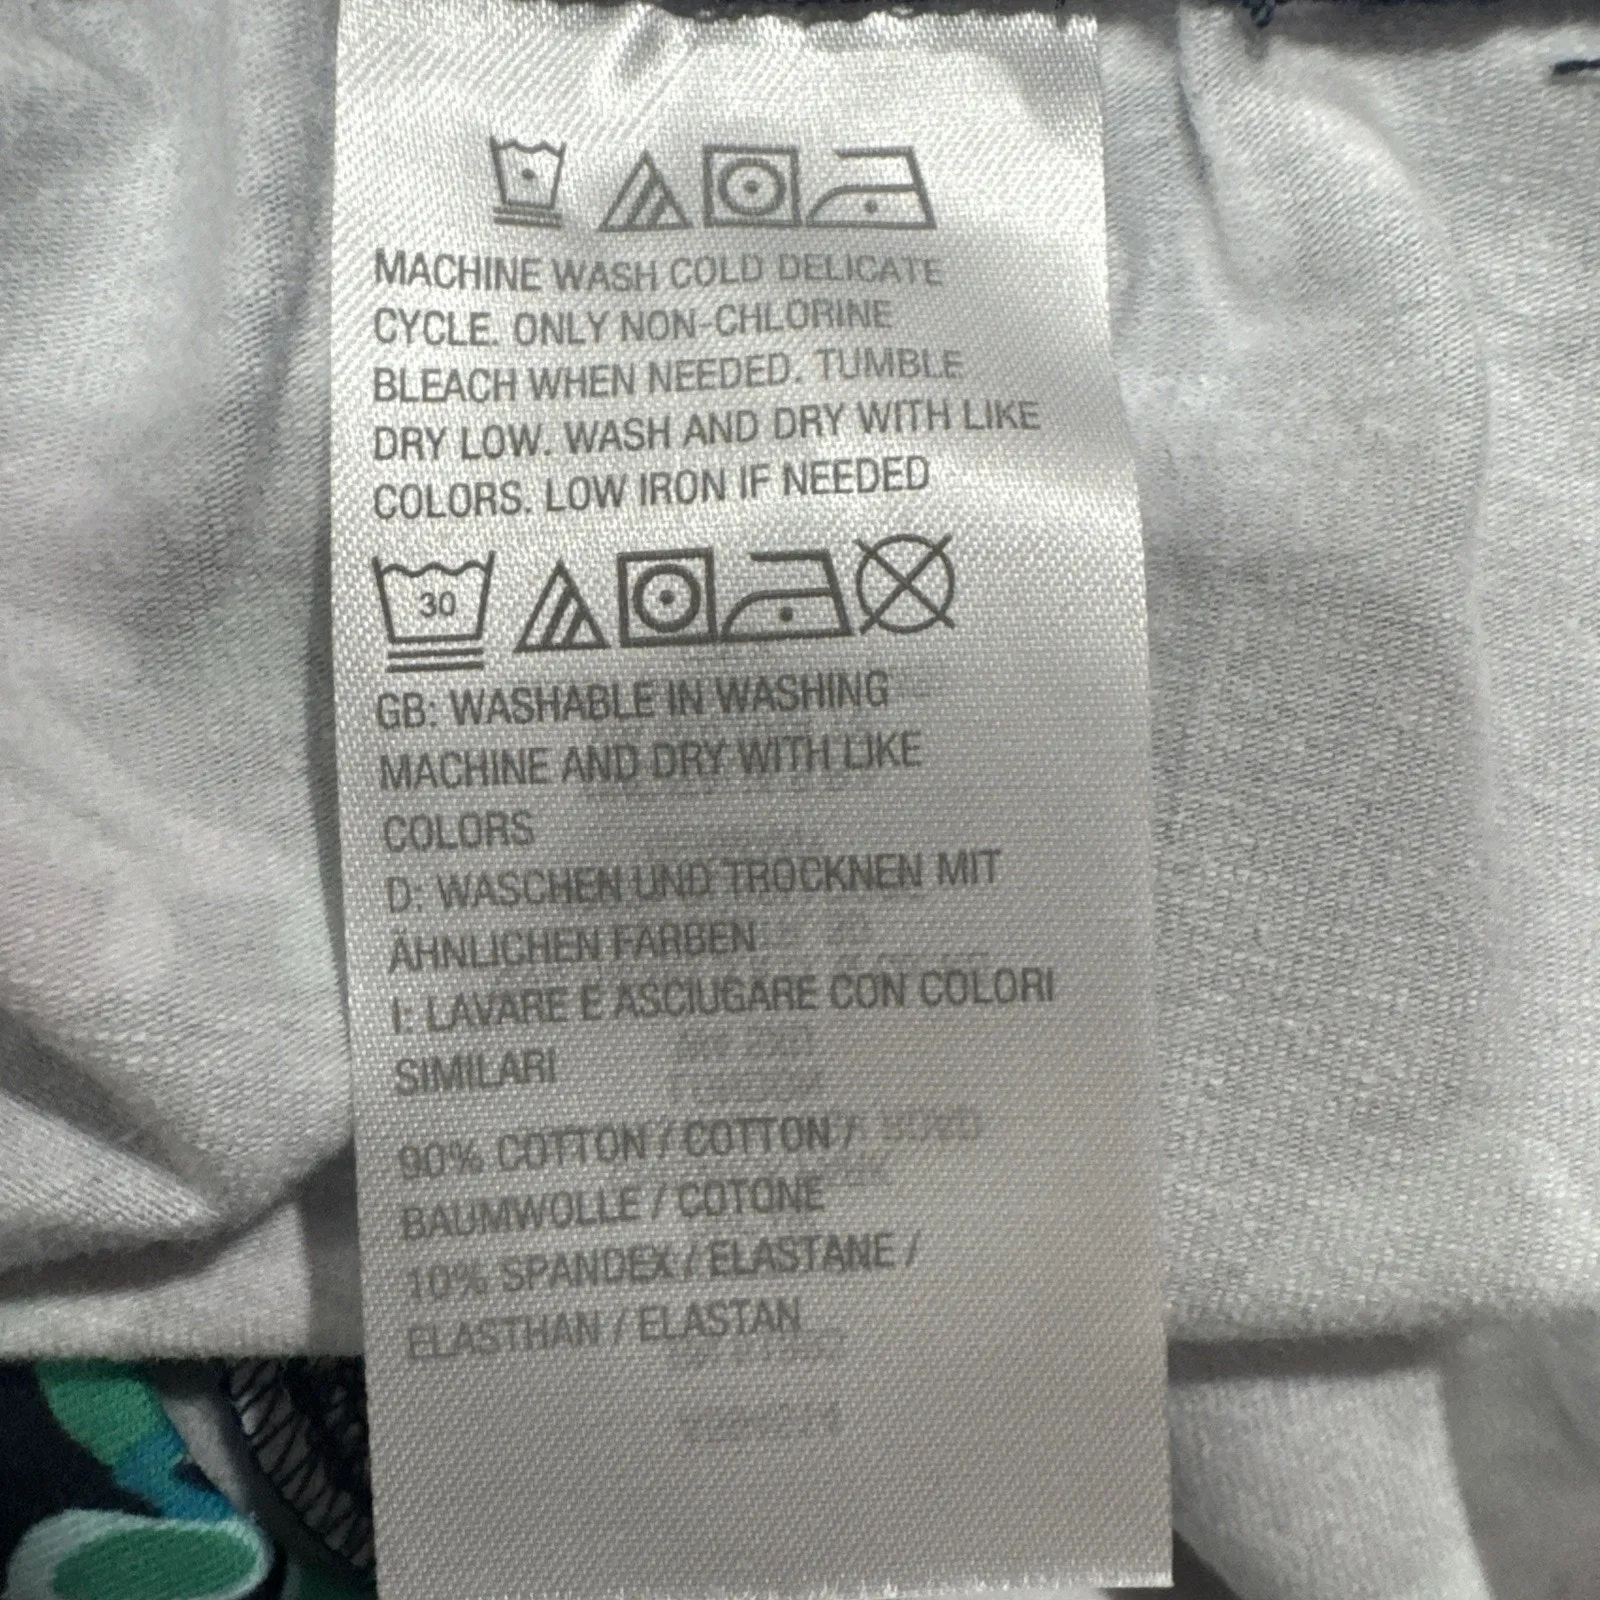 MACHINE WASH COLD DELICATE
CYCLE. ONLY NON-CHLORINE
BLEACH WHEN NEEDED. TUMBLE
DRY LOW. WASH AND DRY WITH LIKE
COLORS. LOW IRON IF NEEDED
30
GB: WASHABLE IN WASHING
MACHINE AND DRY WITH LIKE
COLORS
D: WASCHEN UND TROCKNEN MIT
ÄHNLICHEN FARBEN
I: LAVARE E ASCIUGARE CON COLORI
SIMILARI
90% COTTON / COTTON /
BAUMWOLLE / COTONE
10% SPANDEX / ELASTANE /
ELASTHAN / ELASTAN